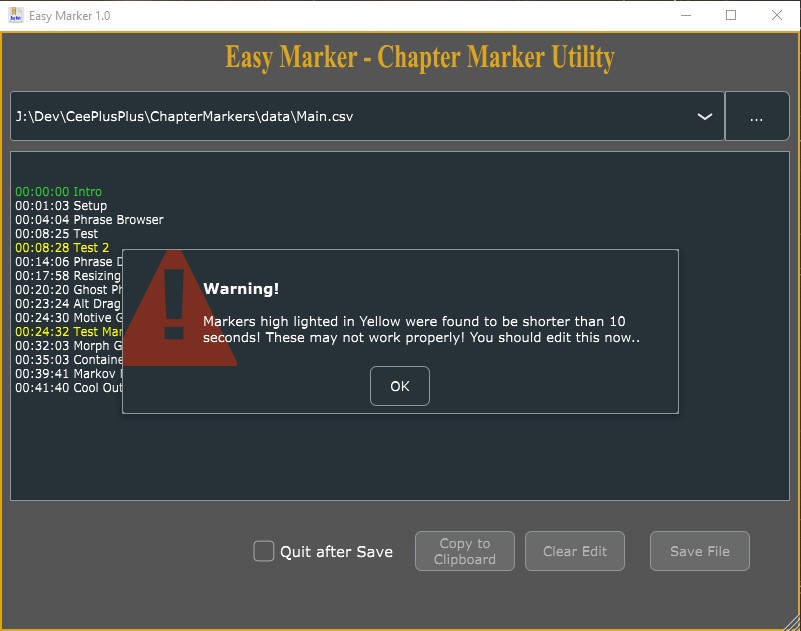 Easy Marker 1.0
Easy Marker - Chapter Marker Utility
J:\Dev\CeePlusPlus\ChapterMarkers\data\Main.csv
...
00:00:00 Intro
00:01:03 Setup
00:04:04 Phrase Browser
00:08:25 Test
00:08:28 Test 2
00:14:06 Phrase
00:17:58 Resizing
00:20:20 Ghost
00:23:24 Alt Drag
00:24:30 Motive
00:24:32 Test
00:32:03 Morph
00:35:03
00:39:41 Markov
00:41:40 Cool Out
Warning!
Markers high lighted in Yellow were found to be shorter than 10
seconds! These may not work properly! You should edit this now..
OK
Quit after Save
Copy to
Clipboard
Clear Edit
Save File